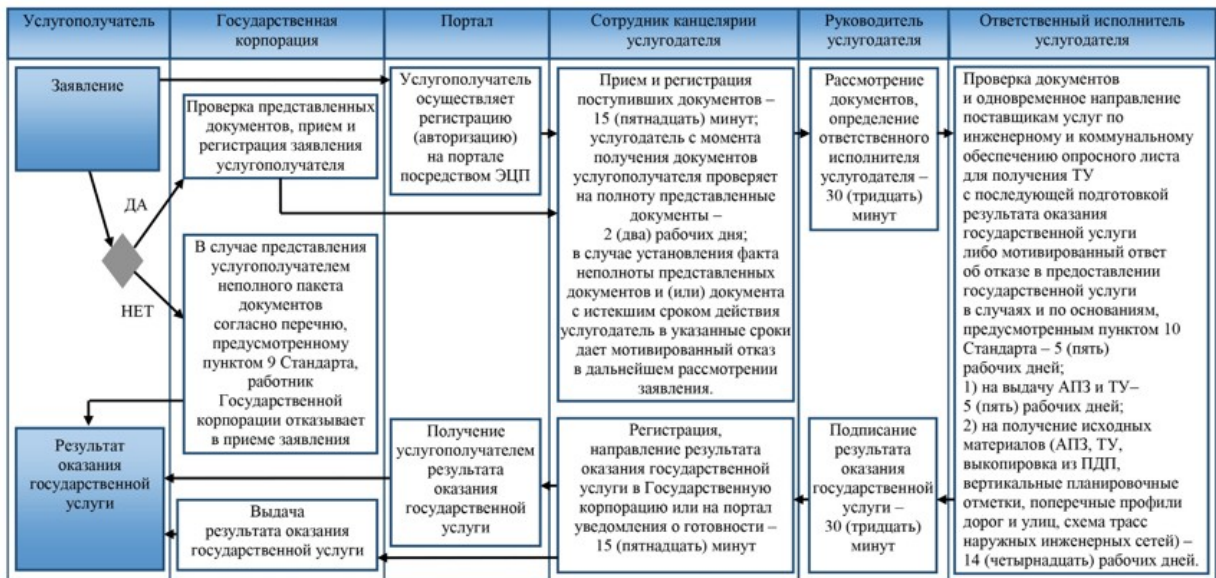 Услугополучатель
Государственная
корпорация
Портал
Сотрудник канцелярии
услугодателя
Руководитель
услугодателя
Ответственный исполнитель
услугодателя
Заявление
ДА
НЕТ
Проверка представленных
документов, прием и
регистрация заявления
услугополучателя
В случае представления
услугополучателем
неполного пакета
документов
согласно перечню,
предусмотренному
пунктом 9 Стандарта,
работник
Государственной
корпорации отказывает
в приеме заявления
Услугополучатель
осуществляет
регистрацию
(авторизацию)
на портале
посредством ЭЦП
Прием и регистрация
поступивших документов –
15 (пятнадцать) минут;
услугодатель с момента
получения документов
услугополучателя проверяет
на полноту представленные
документы –
2 (два) рабочих дня;
в случае установления факта
неполноты представленных
документов и (или) документа
с истекшим сроком действия
услугодатель в указанные сроки
дает мотивированный отказ
в дальнейшем рассмотрении
заявления.
Рассмотрение
документов,
определение
ответственного
исполнителя
услугодателя –
30 (тридцать)
минут
Проверка документов
и одновременное направление
поставщикам услуг по
инженерному и коммунальному
обеспечению опросного листа
для получения ТУ
с последующей подготовкой
результата оказания
государственной услуги
либо мотивированный ответ
об отказе в предоставлении
государственной услуги
в случаях и по основаниям,
предусмотренным пунктом 10
Стандарта – 5 (пять)
рабочих дней;
1) на выдачу АПЗ и ТУ–
5 (пять) рабочих дней;
2) на получение исходных
материалов (АПЗ, ТУ,
выкопировка из ПДП,
вертикальные планировочные
отметки, поперечные профили
дорог и улиц, схема трасс
наружных инженерных сетей) –
14 (четырнадцать) рабочих дней.
Результат
оказания
государственной
услуги
Выдача
результата оказания
государственной услуги
Получение
услугополучателем
результата
оказания
государственной
услуги
Регистрация,
направление результата
оказания государственной
услуги в Государственную
корпорацию или на портал
уведомления о готовности –
15 (пятнадцать) минут
Подписание
результата
оказания
государственной
услуги –
30 (тридцать)
минут